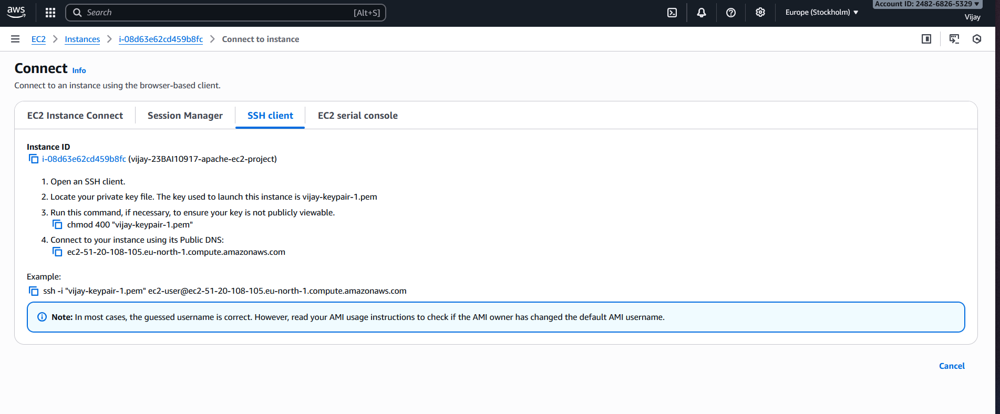 aws
Search
[Alt+S]
Europe (Stockholm)
Account ID: 2482-6826-5329
Vijay
EC2
Instances
i-08d63e62cd459b8fc
Connect to instance
Connect Info
Connect to an instance using the browser-based client.
EC2 Instance Connect
Session Manager
SSH client
EC2 serial console
Instance ID
i-08d63e62cd459b8fc (vijay-23BAI10917-apache-ec2-project)
1. Open an SSH client.
2. Locate your private key file. The key used to launch this instance is vijay-keypair-1.pem
3. Run this command, if necessary, to ensure your key is not publicly viewable.
chmod 400 "vijay-keypair-1.pem"
4. Connect to your instance using its Public DNS:
ec2-51-20-108-105.eu-north-1.compute.amazonaws.com
Example:
ssh -i "vijay-keypair-1.pem" ec2-user@ec2-51-20-108-105.eu-north-1.compute.amazonaws.com
Note: In most cases, the guessed username is correct. However, read your AMI usage instructions to check if the AMI owner has changed the default AMI username.
Cancel